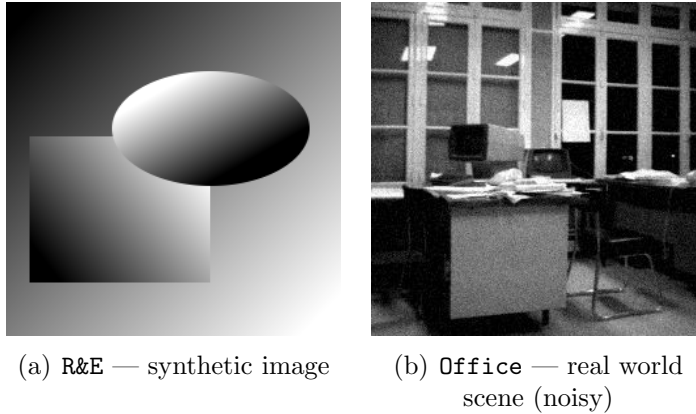 (a) R&E — synthetic image
(b) Office — real world
scene (noisy)